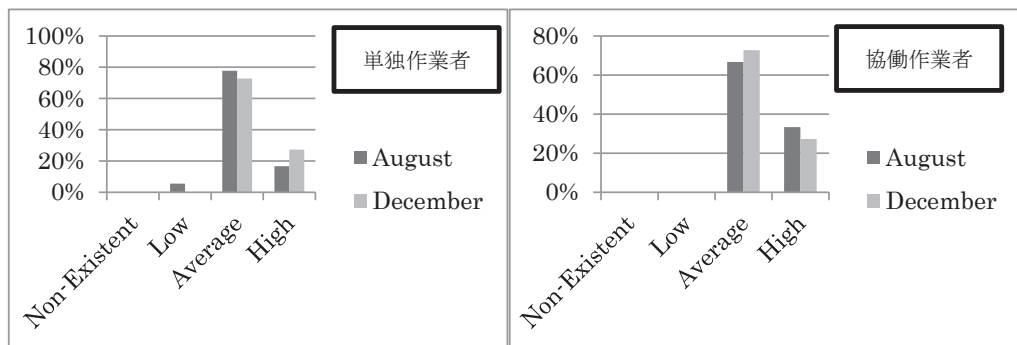 100%
80%
60%
40%
20%
0%
単独作業者
August
December
Non-Existent
Low
Average
High
80%
60%
40%
20%
0%
協働作業者
August
December
Non-Existent
Low
Average
High